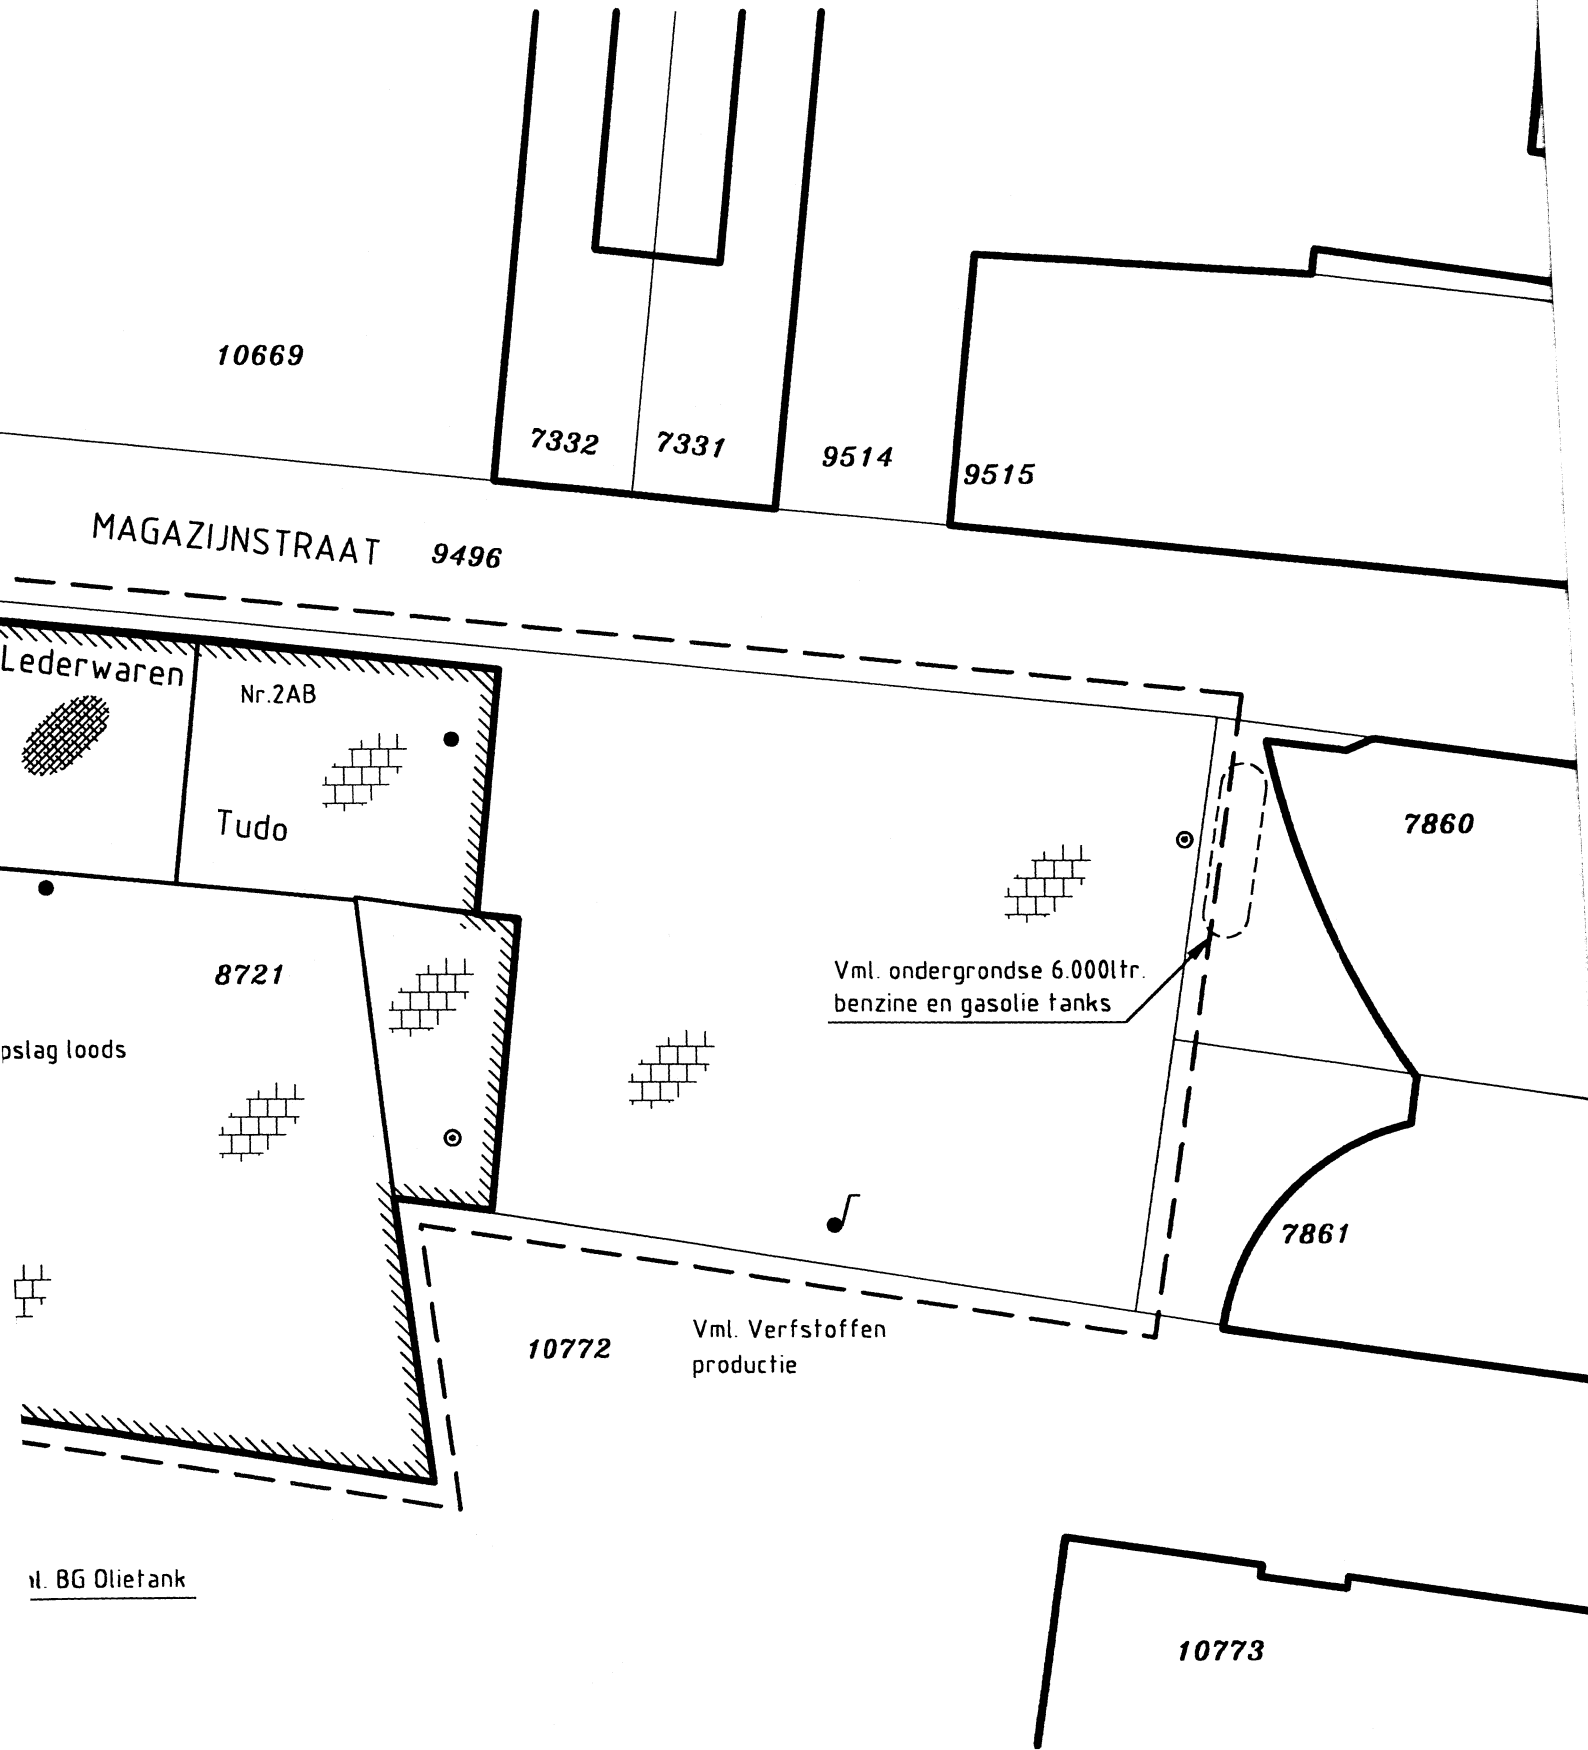 10669
7332
7331
9514
9515
MAGAZIJNSTRAAT 9496
Lederwaren
Nr.2AB
Tudo
7860
8721
Vml. ondergrondse 6.000ltr.
benzine en gasolie tanks
pslag loods
7861
10772
Vml. Verfstoffen
productie
l. BG Olietank
10773